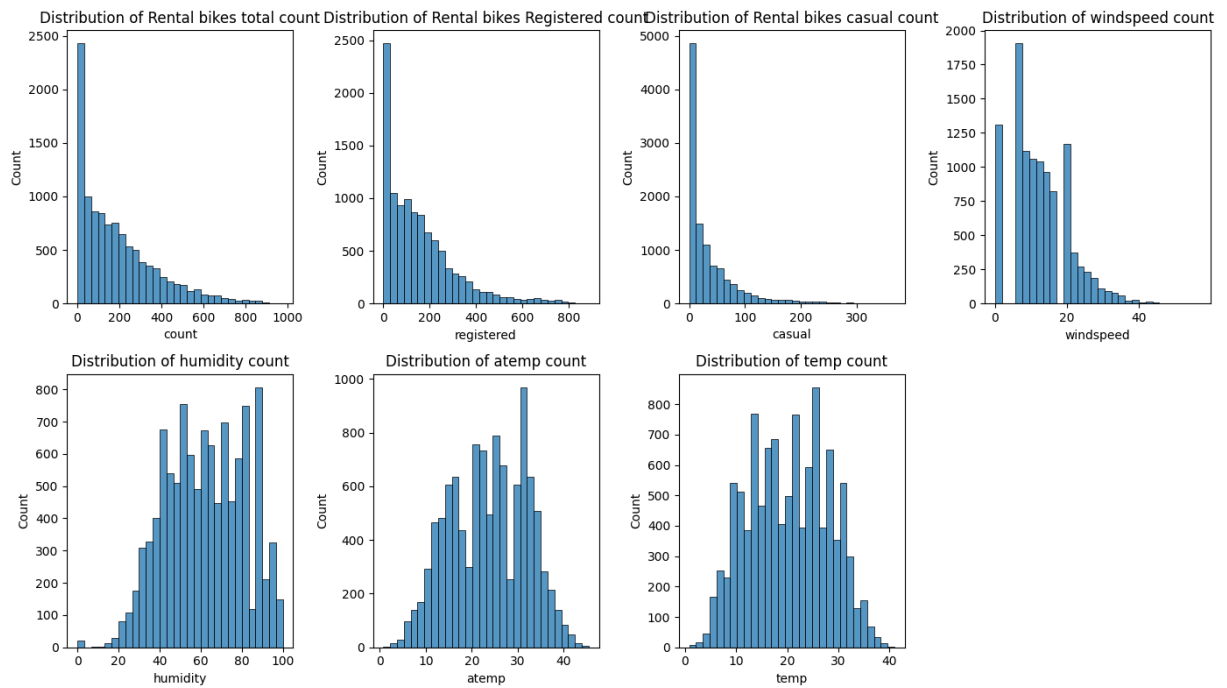 Distribution of Rental bikes total count
2500
2000
1500
1000
500
0
Count
0 200 400 600 800 1000
count
Distribution of Rental bikes Registered count
2500
2000
1500
1000
500
0
Count
0 200 400 600 800
registered
Distribution of Rental bikes casual count
5000
4000
3000
2000
1000
0
Count
0 100 200 300
casual
Distribution of windspeed count
2000
1750
1500
1250
1000
750
500
250
0
Count
0 20 40
windspeed
Distribution of humidity count
800
700
600
500
400
300
200
100
0
Count
0 20 40 60 80 100
humidity
Distribution of atemp count
1000
800
600
400
200
0
Count
0 10 20 30 40
atemp
Distribution of temp count
800
700
600
500
400
300
200
100
0
Count
0 10 20 30 40
temp